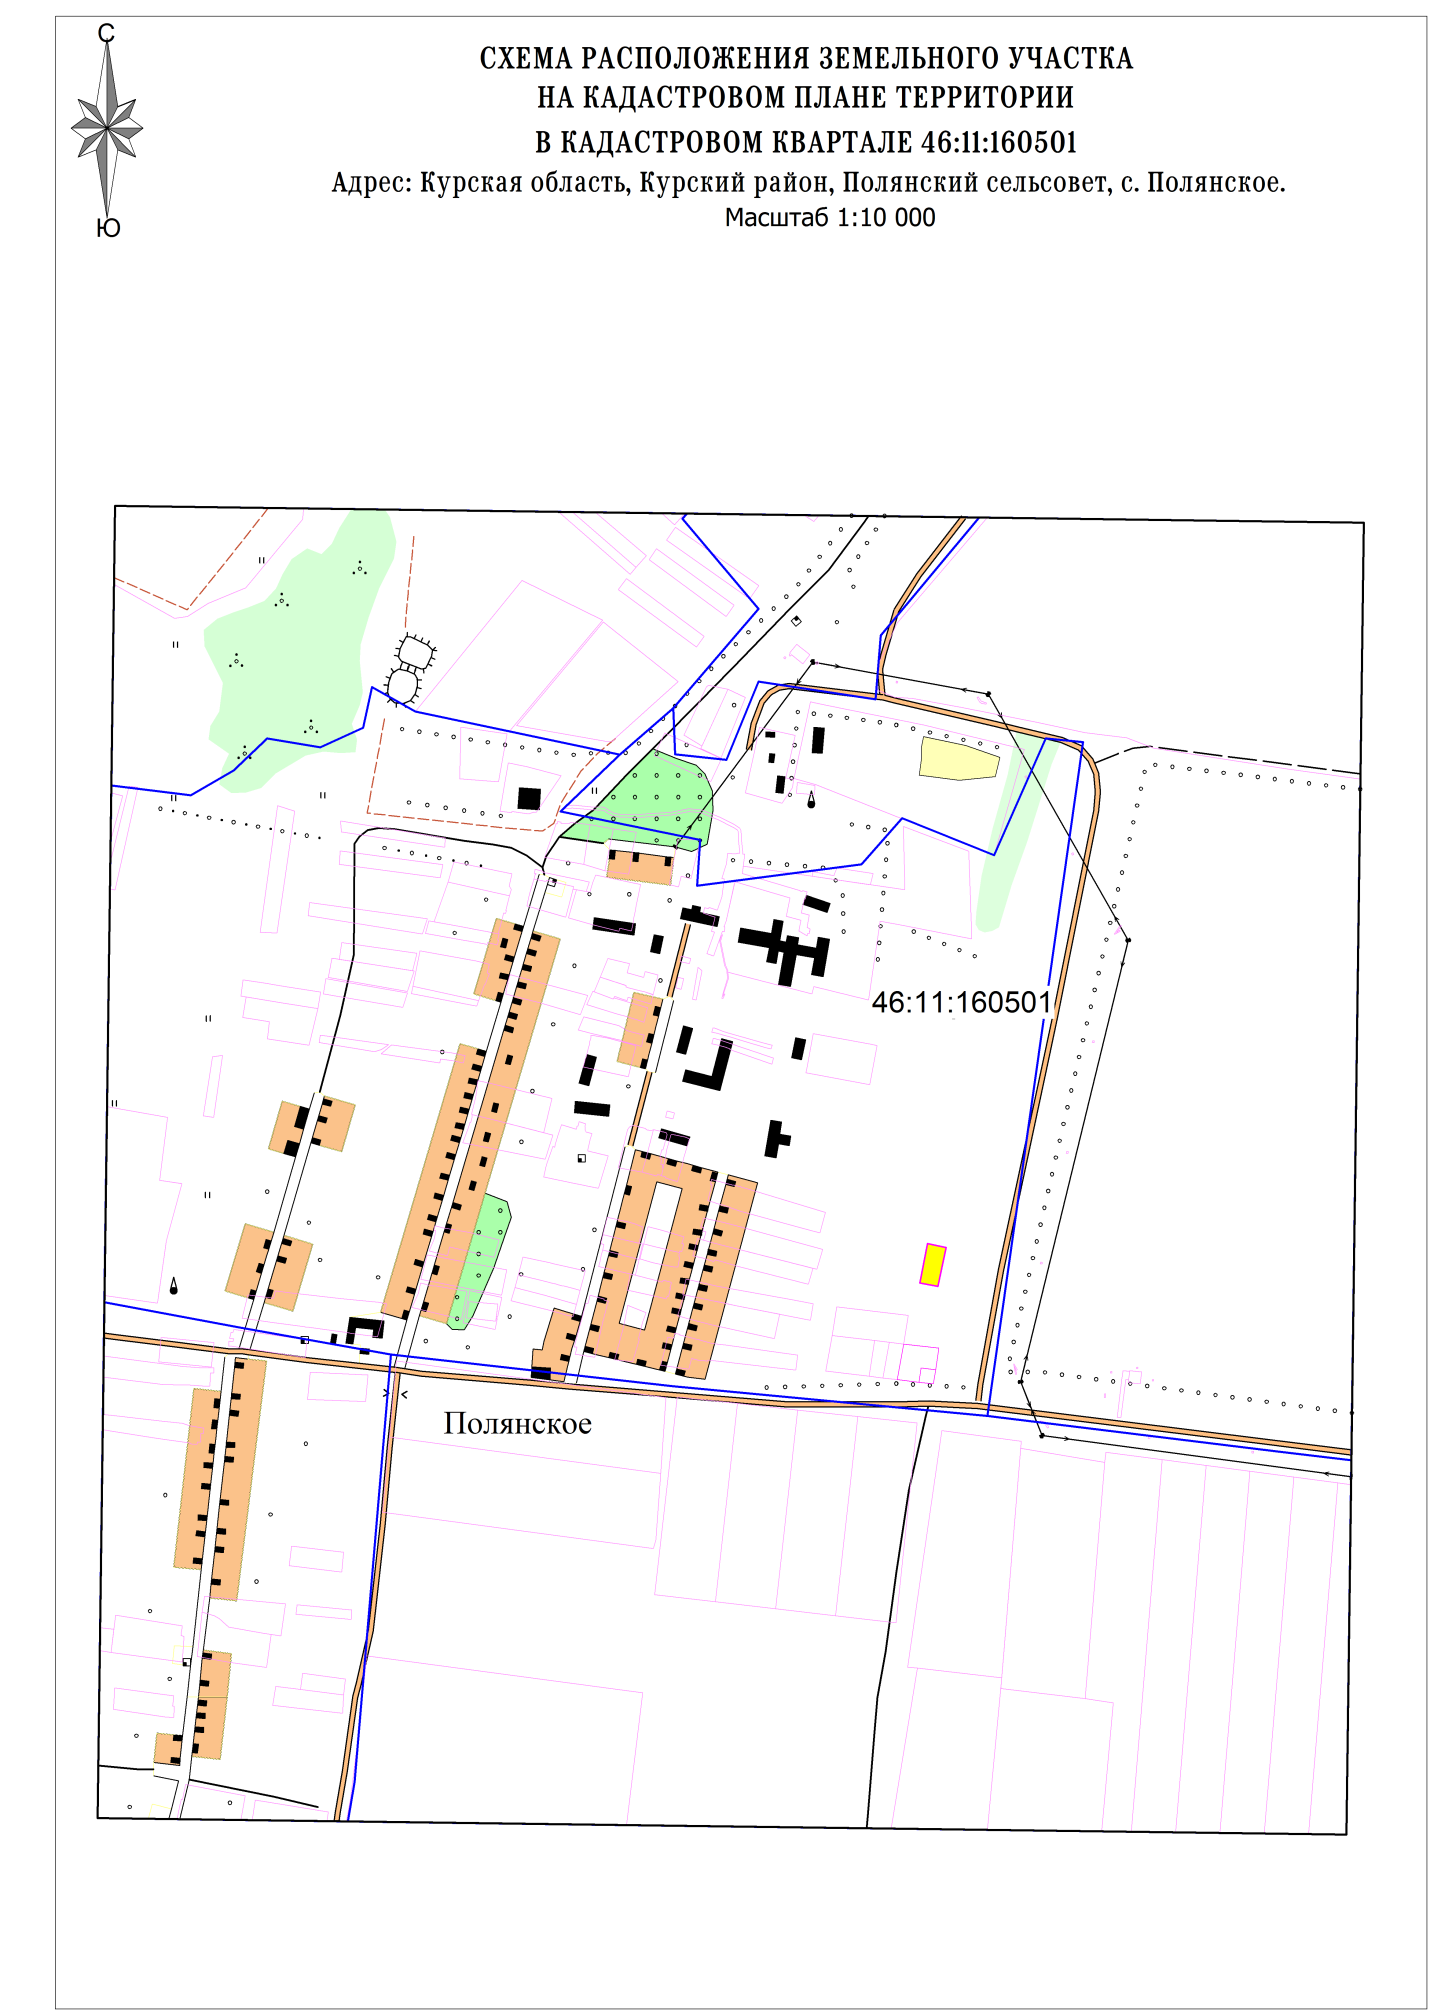 С
СХЕМА РАСПОЛОЖЕНИЯ ЗЕМЕЛЬНОГО УЧАСТКА
НА КАДАСТРОВОМ ПЛАНЕ ТЕРРИТОРИИ
В КАДАСТРОВОМ КВАРТАЛЕ 46:11:160501
Адрес: Курская область, Курский район, Полянский сельсовет, с. Полянское.
Масштаб 1:10 000
Ю
46:11:160501
Полянское